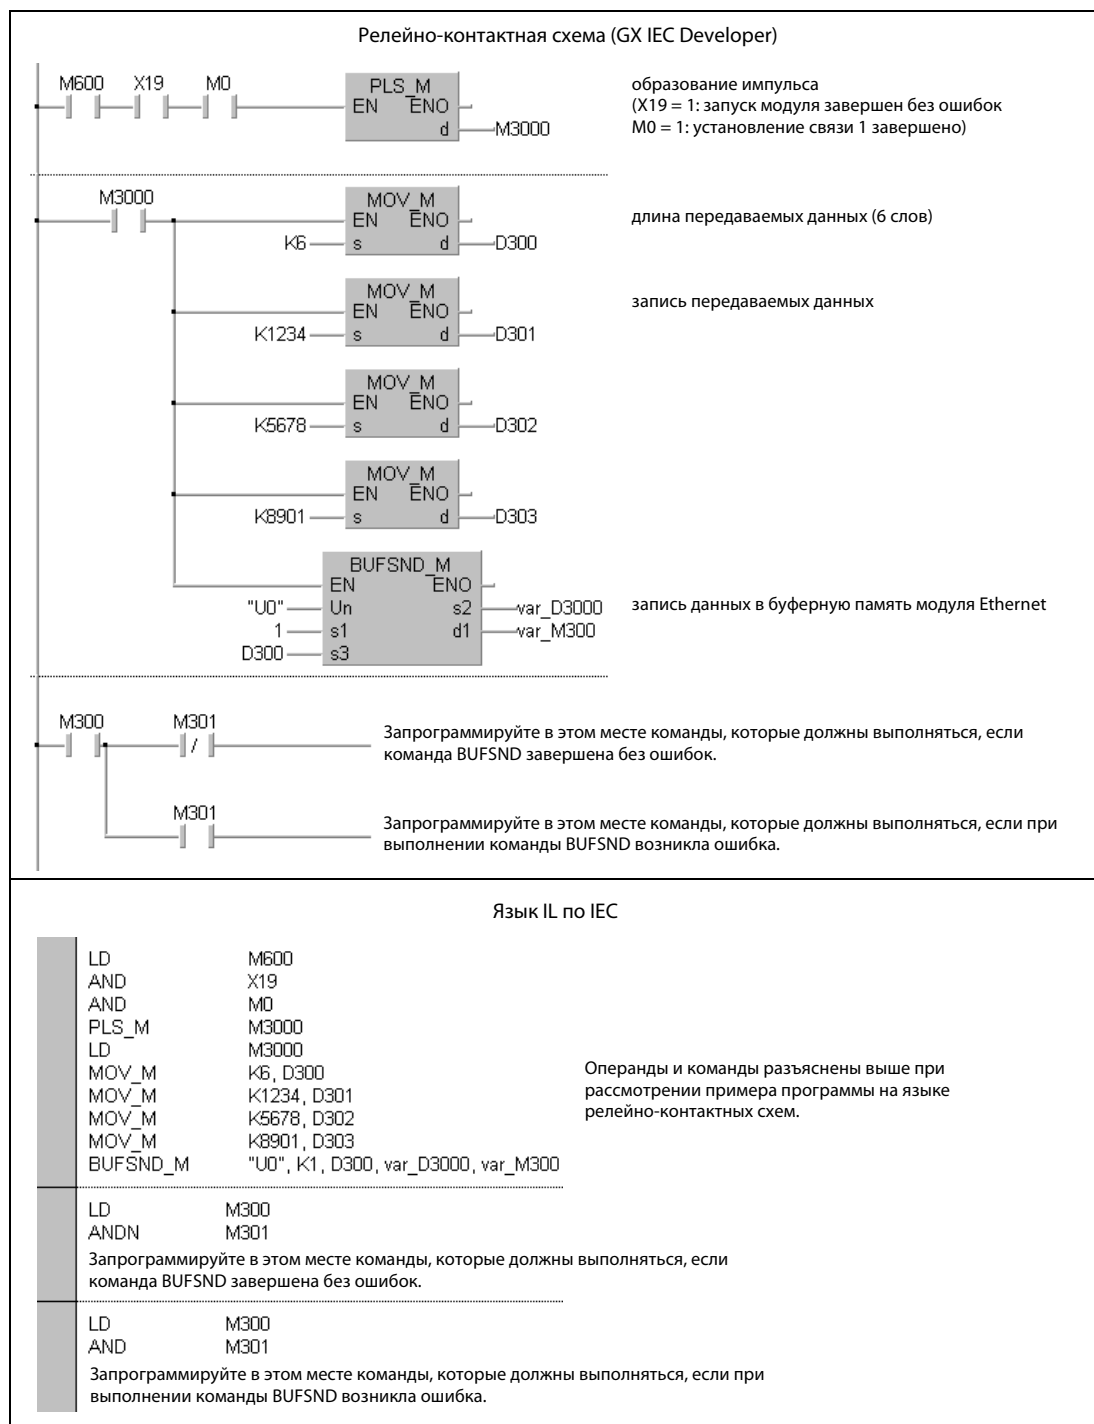 Релейно-контактная схема (GX IEC Developer)
M600 X19 M0
PLS_M
EN ENO
d M3000
образование импульса
(X19 = 1: запуск модуля завершен без ошибок
M0 = 1: установление связи 1 завершено)
M3000
MOV_M
EN ENO
K6 s d D300
длина передаваемых данных (6 слов)
MOV_M
EN ENO
K1234 s d D301
запись передаваемых данных
MOV_M
EN ENO
K5678 s d D302
MOV_M
EN ENO
K8901 s d D303
BUFSND_M
EN ENO
"U0" Un s2 var_D3000
1 s1 d1 var_M300
D300 s3
запись данных в буферную память модуля Ethernet
M300 M301
/
Запрограммируйте в этом месте команды, которые должны выполняться, если
команда BUFSND завершена без ошибок.
M301
Запрограммируйте в этом месте команды, которые должны выполняться, если при
выполнении команды BUFSND возникла ошибка.
Язык IL по IEC
LD M600
AND X19
AND M0
PLS_M M3000
LD M3000
MOV_M K6, D300
MOV_M K1234, D301
MOV_M K5678, D302
MOV_M K8901, D303
BUFSND_M "U0", K1, D300, var_D3000, var_M300
Операнды и команды разъяснены выше при
рассмотрении примера программы на языке
релейно-контактных схем.
LD M300
ANDN M301
Запрограммируйте в этом месте команды, которые должны выполняться, если
команда BUFSND завершена без ошибок.
LD M300
AND M301
Запрограммируйте в этом месте команды, которые должны выполняться, если при
выполнении команды BUFSND возникла ошибка.